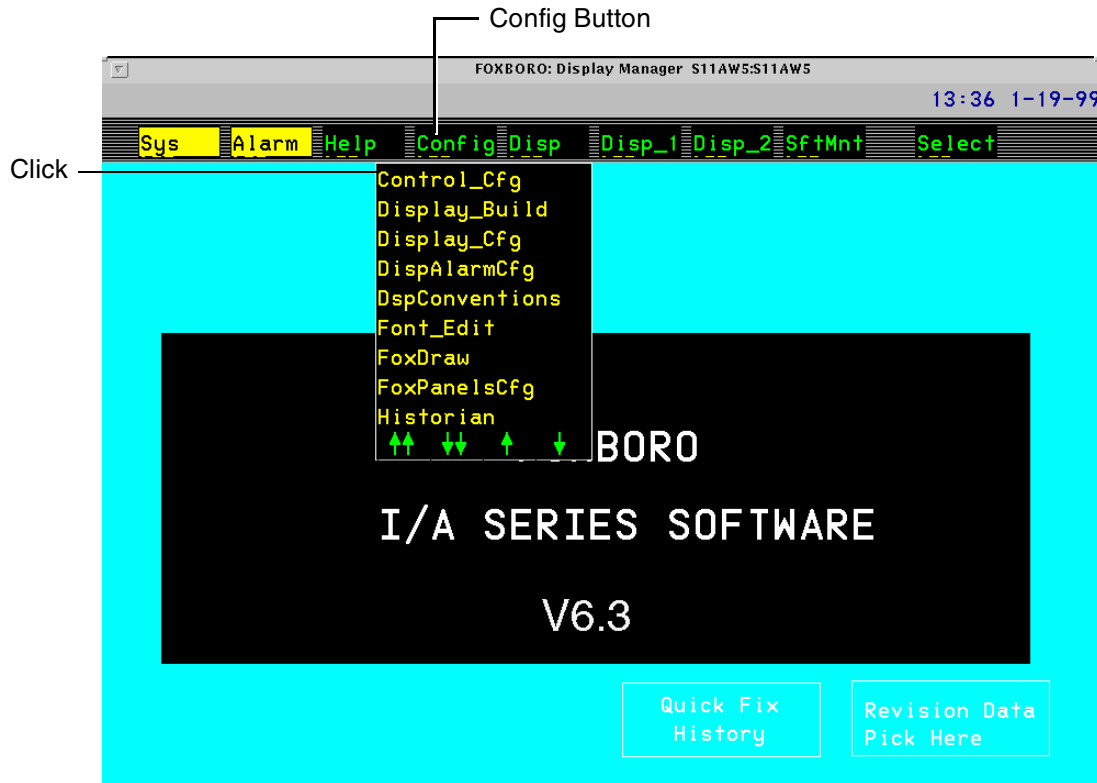 Config Button
FOXBORO: Display Manager S11AW5:S11AW5
13:36 1-19-99
Sys Alarm Help Config Disp Disp_1 Disp_2 SftMnt Select
Click
Control_Cfg
Display_Build
Display_Cfg
DispAlarmCfg
DspConventions
Font_Edit
FoxDraw
FoxPanelsCfg
Historian
BORO
I/A SERIES SOFTWARE
V6.3
Quick Fix
History
Revision Data
Pick Here